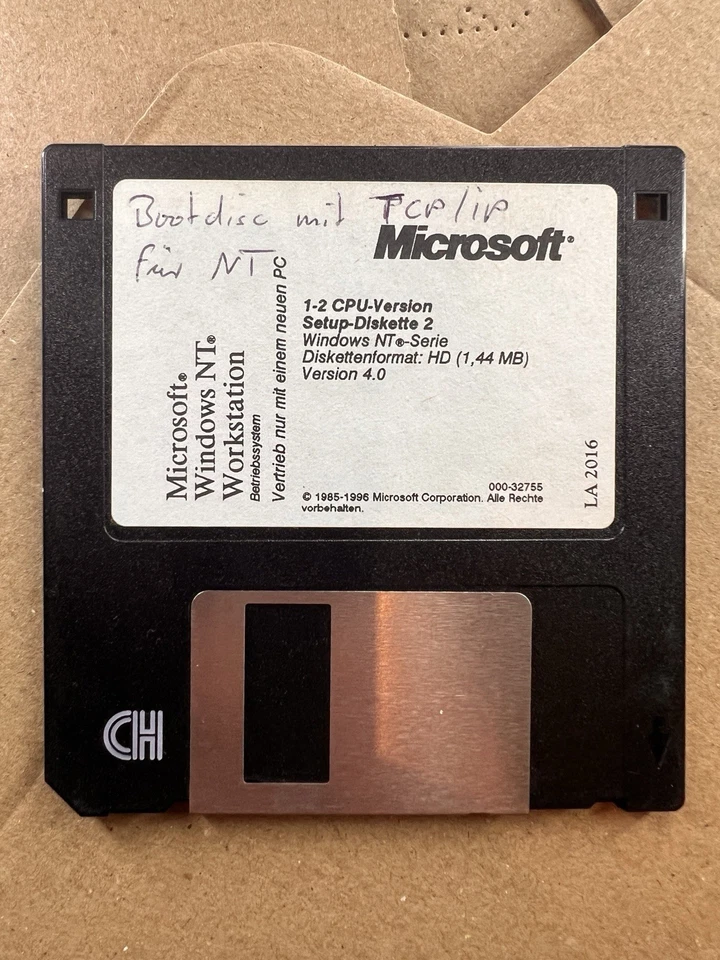 Bootdisc mit TCP/iP
für NT
Microsoft®
1-2 CPU-Version
Setup-Diskette 2
Windows NT®-Serie
Diskettenformat: HD (1,44 MB)
Version 4.0
Microsoft®
Windows NT®
Workstation
Betriebssystem
Vertrieb nur mit einem neuen PC
000-32755
© 1985-1996 Microsoft Corporation. Alle Rechte
vorbehalten.
LA 2016
CH